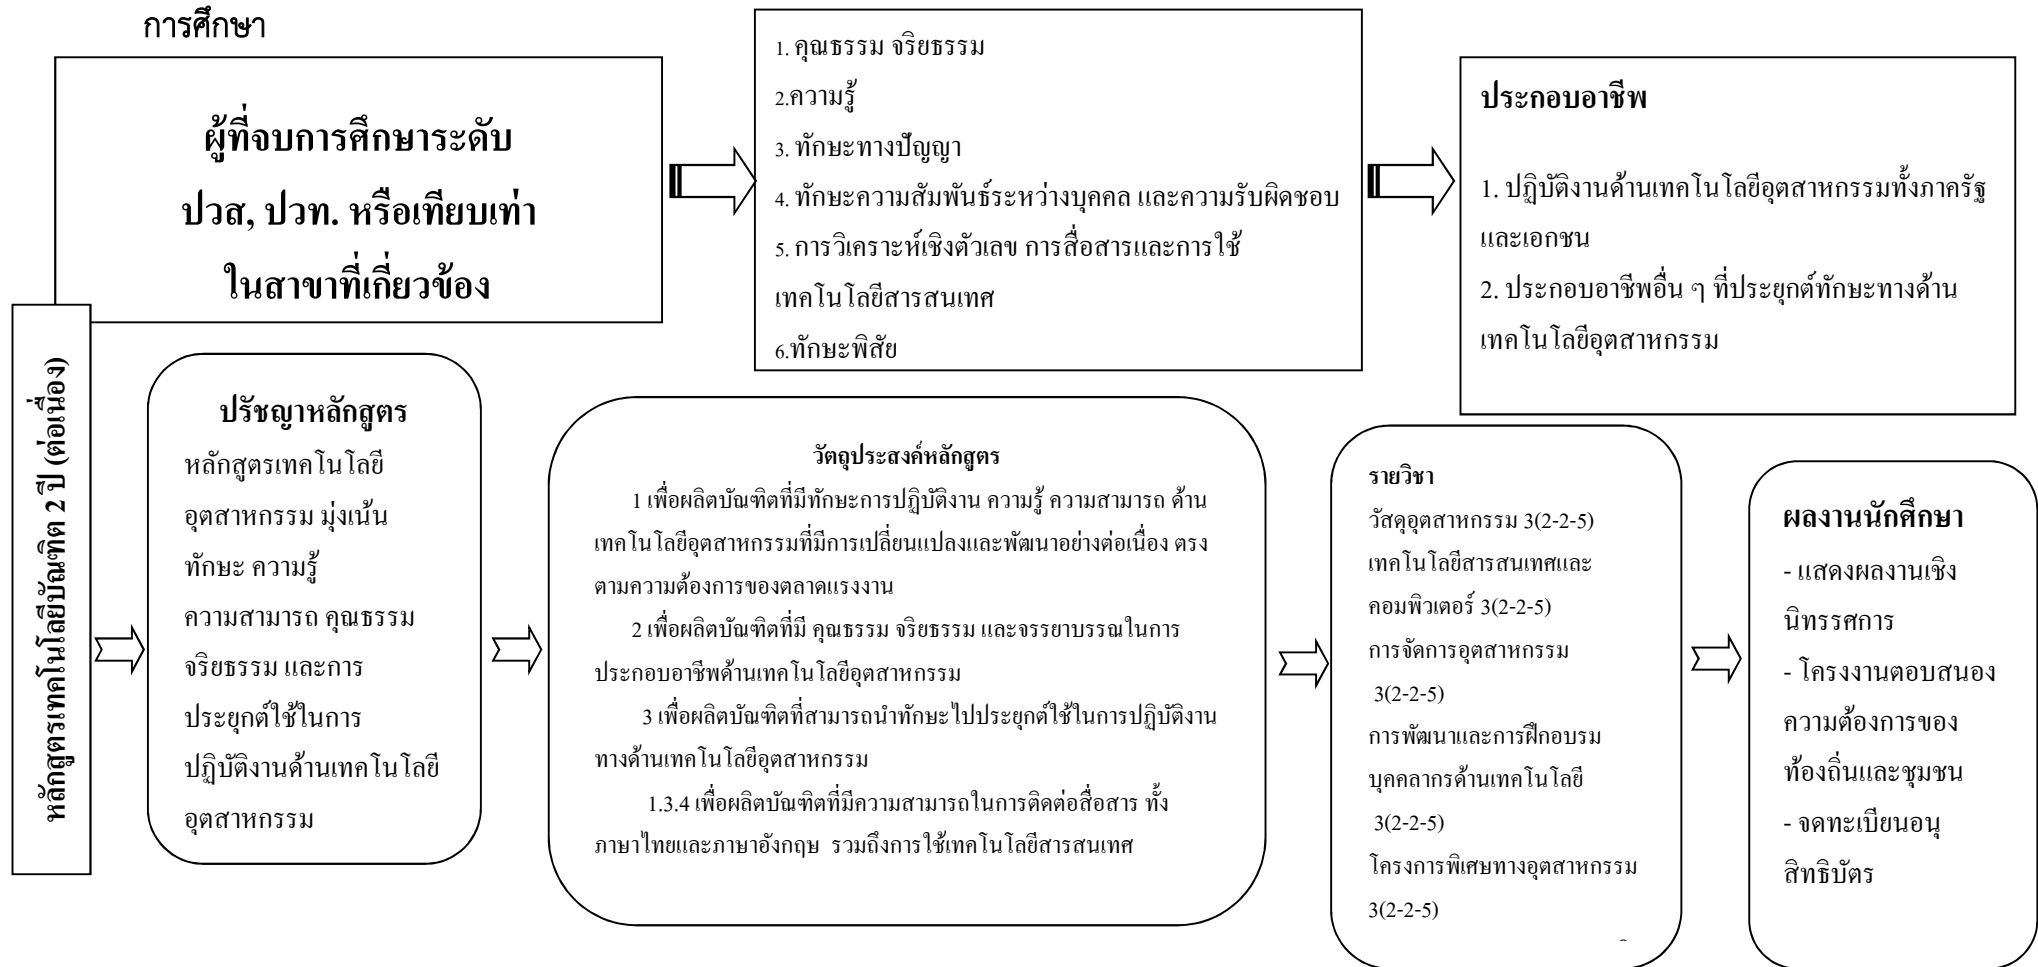 การศึกษา
ผู้ที่จบการศึกษาระดับ
ปวส, ปวท. หรือเทียบเท่า
ในสาขาที่เกี่ยวข้อง
1. คุณธรรม จริยธรรม
2.ความรู้
3. ทักษะทางปัญญา
4. ทักษะความสัมพันธ์ระหว่างบุคคล และความรับผิดชอบ
5. การวิเคราะห์เชิงตัวเลข การสื่อสารและการใช้
เทคโนโลยีสารสนเทศ
6.ทักษะพิสัย
ประกอบอาชีพ
1. ปฏิบัติงานด้านเทคโนโลยีอุตสาหกรรมทั้งภาครัฐ
และเอกชน
2. ประกอบอาชีพอื่น ๆ ที่ประยุกต์ทักษะทางด้าน
เทคโนโลยีอุตสาหกรรม
หลักสูตรเทคโนโลยีบัณฑิต 2 ปี (ต่อเนื่อง)
ปรัชญาหลักสูตร
หลักสูตรเทคโนโลยี
อุตสาหกรรม มุ่งเน้น
ทักษะ ความรู้
ความสามารถ คุณธรรม
จริยธรรม และการ
ประยุกต์ใช้ในการ
ปฏิบัติงานด้านเทคโนโลยี
อุตสาหกรรม
วัตถุประสงค์หลักสูตร
1 เพื่อผลิตบัณฑิตที่มีทักษะการปฏิบัติงาน ความรู้ ความสามารถ ด้าน
เทคโนโลยีอุตสาหกรรมที่มีการเปลี่ยนแปลงและพัฒนาอย่างต่อเนื่อง ตรง
ตามความต้องการของตลาดแรงงาน
2 เพื่อผลิตบัณฑิตที่มี คุณธรรม จริยธรรม และจรรยาบรรณในการ
ประกอบอาชีพด้านเทคโนโลยีอุตสาหกรรม
3 เพื่อผลิตบัณฑิตที่สามารถนำทักษะไปประยุกต์ใช้ในการปฏิบัติงาน
ทางด้านเทคโนโลยีอุตสาหกรรม
1.3.4 เพื่อผลิตบัณฑิตที่มีความสามารถในการติดต่อสื่อสาร ทั้ง
ภาษาไทยและภาษาอังกฤษ รวมถึงการใช้เทคโนโลยีสารสนเทศ
รายวิชา
วัสดุอุตสาหกรรม 3(2-2-5)
เทคโนโลยีสารสนเทศและ
คอมพิวเตอร์ 3(2-2-5)
การจัดการอุตสาหกรรม
3(2-2-5)
การพัฒนาและการฝึกอบรม
บุคคลากรด้านเทคโนโลยี
3(2-2-5)
โครงการพิเศษทางอุตสาหกรรม
3(2-2-5)
ผลงานนักศึกษา
- แสดงผลงานเชิง
นิทรรศการ
- โครงงานตอบสนอง
ความต้องการของ
ท้องถิ่นและชุมชน
- จดทะเบียนอนุ
สิทธิบัตร